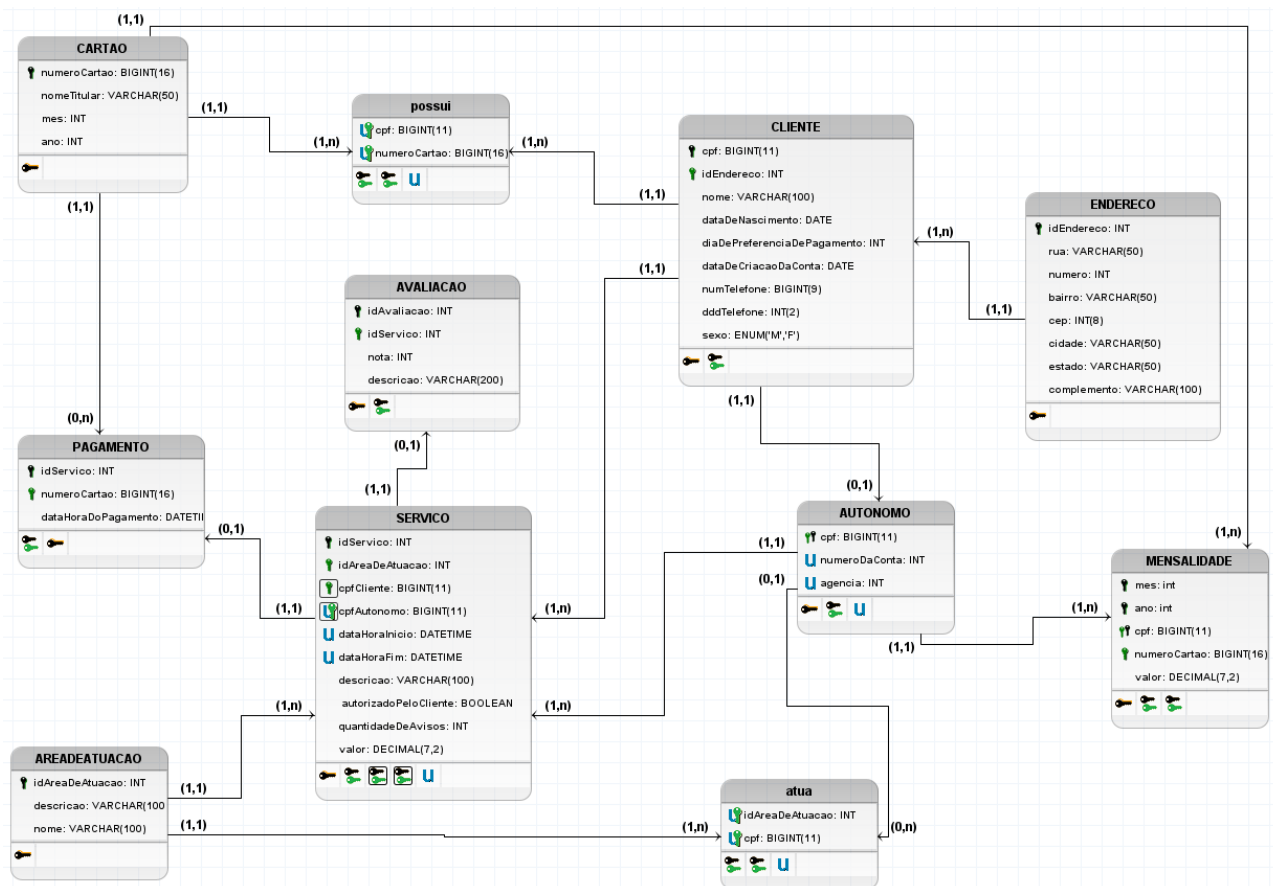 (1,1)
CARTAO
numeroCartao: BIGINT(16)
nomeTitular: VARCHAR(50)
mes: INT
ano: INT
(1,1)
(1,n)
possui
cpf: BIGINT(11)
numeroCartao: BIGINT(16)
U
(1,n)
(1,1)
CLIENTE
cpf: BIGINT(11)
idEndereco: INT
nome: VARCHAR(100)
dataDeNascimento: DATE
diaDePreferenciaDePagamento: INT
dataDeCriacaoDaConta: DATE
numTelefone: BIGINT(9)
dddTelefone: INT(2)
sexo: ENUM('M','F')
(1,n)
(1,1)
ENDERECO
idEndereco: INT
rua: VARCHAR(50)
numero: INT
bairro: VARCHAR(50)
cep: INT(8)
cidade: VARCHAR(50)
estado: VARCHAR(50)
complemento: VARCHAR(100)
(1,1)
(1,1)
AVALIACAO
idAvaliacao: INT
idServico: INT
nota: INT
descricao: VARCHAR(200)
(0,1)
(1,1)
(0,n)
PAGAMENTO
idServico: INT
numeroCartao: BIGINT(16)
dataHoraDoPagamento: DATETI
(0,1)
(1,1)
SERVICO
idServico: INT
idAreaDeAtuacao: INT
cpfCliente: BIGINT(11)
U cpfAutonomo: BIGINT(11)
U dataHoraInicio: DATETIME
U dataHoraFim: DATETIME
descricao: VARCHAR(100)
autorizadoPeloCliente: BOOLEAN
quantidadeDeAvisos: INT
valor: DECIMAL(7,2)
U
(1,n)
(1,n)
(1,n)
(1,1)
(0,1)
AUTONOMO
cpf: BIGINT(11)
U numeroDaConta: INT
U agencia: INT
U
(1,1)
(0,1)
(1,1)
(1,n)
(1,n)
MENSALIDADE
mes: int
ano: int
cpf: BIGINT(11)
numeroCartao: BIGINT(16)
valor: DECIMAL(7,2)
AREADEATUACAO
idAreaDeAtuacao: INT
descricao: VARCHAR(100
nome: VARCHAR(100)
(1,1)
(1,1)
(1,n)
(0,n)
atua
U idAreaDeAtuacao: INT
U cpf: BIGINT(11)
U